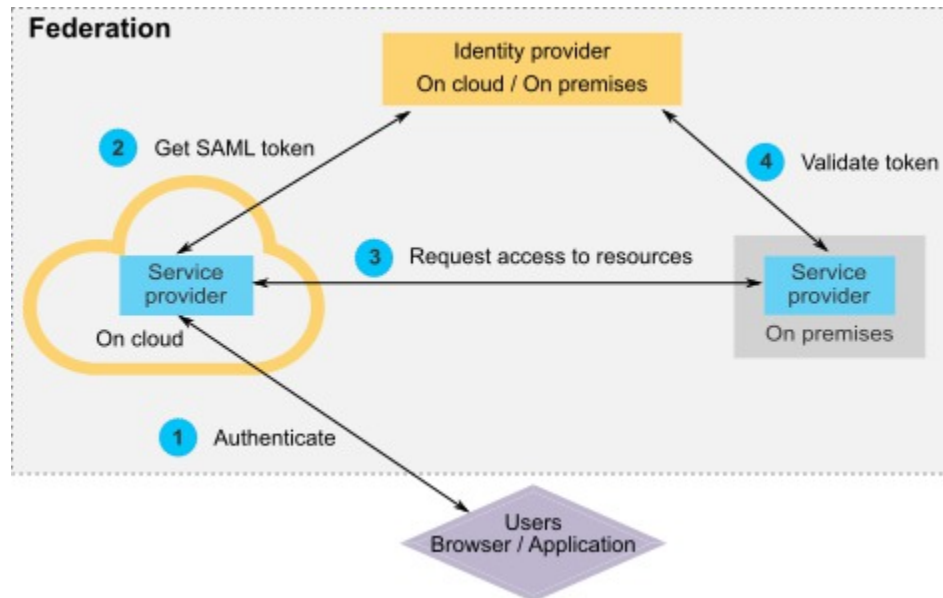 Federation
Identity provider
On cloud / On premises
2 Get SAML token
4 Validate token
3 Request access to resources
Service
provider
On cloud
Service
provider
On premises
1 Authenticate
Users
Browser / Application